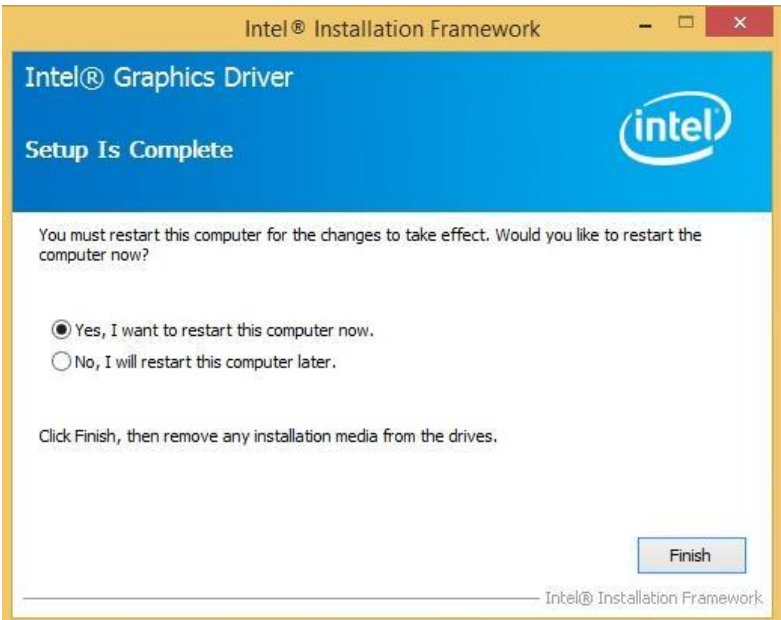 Intel® Installation Framework
Intel® Graphics Driver
intel
Setup Is Complete
You must restart this computer for the changes to take effect. Would you like to restart the
computer now?
Yes, I want to restart this computer now.
No, I will restart this computer later.
Click Finish, then remove any installation media from the drives.
Finish
Intel® Installation Framework